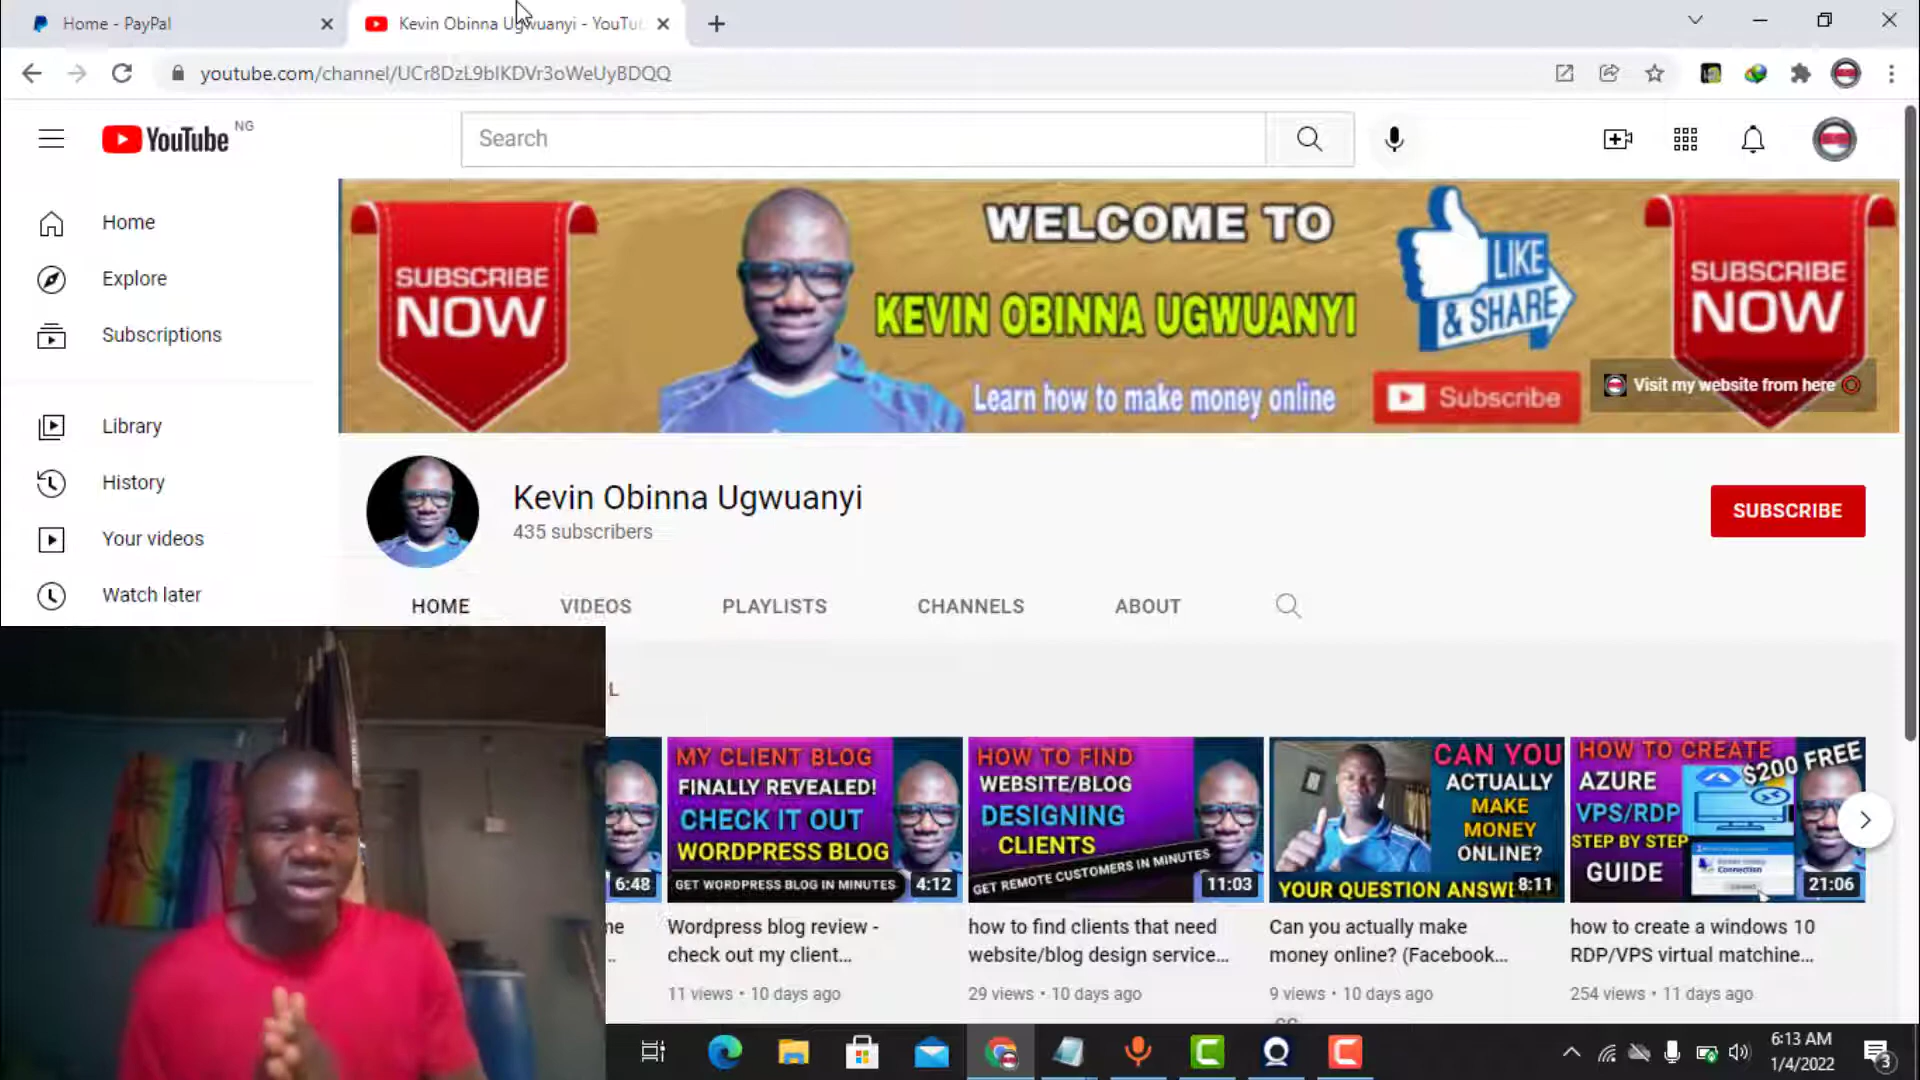 Home - PayPal
Kevin Obinna Ugwuanyi - YouTu
youtube.com/channel/UCr8DzL9blKDVr3oWeUyBDQQ
YouTube NG
Search
Home
Explore
Subscriptions
Library
History
Your videos
Watch later
SUBSCRIBE
NOW
WELCOME TO
KEVIN OBINNA UGWUANYI
Learn how to make money online
LIKE
& SHARE
Subscribe
SUBSCRIBE
NOW
Visit my website from here
Kevin Obinna Ugwuanyi
435 subscribers
SUBSCRIBE
HOME
VIDEOS
PLAYLISTS
CHANNELS
ABOUT
L
6:48
me
..
MY CLIENT BLOG
FINALLY REVEALED!
CHECK IT OUT
WORDPRESS BLOG
GET WORDPRESS BLOG IN MINUTES
4:12
Wordpress blog review -
check out my client...
11 views • 10 days ago
HOW TO FIND
WEBSITE/BLOG
DESIGNING
CLIENTS
GET REMOTE CUSTOMERS IN MINUTES
11:03
how to find clients that need
website/blog design service...
29 views • 10 days ago
CAN YOU
ACTUALLY
MAKE
MONEY
ONLINE?
YOUR QUESTION ANSWE
8:11
Can you actually make
money online? (Facebook...
9 views • 10 days ago
HOW TO CREATE
AZURE
$200 FREE
VPS/RDP
STEP BY STEP
GUIDE
Connection
21:06
how to create a windows 10
RDP/VPS virtual matchine...
254 views • 11 days ago
6:13 AM
1/4/2022
3